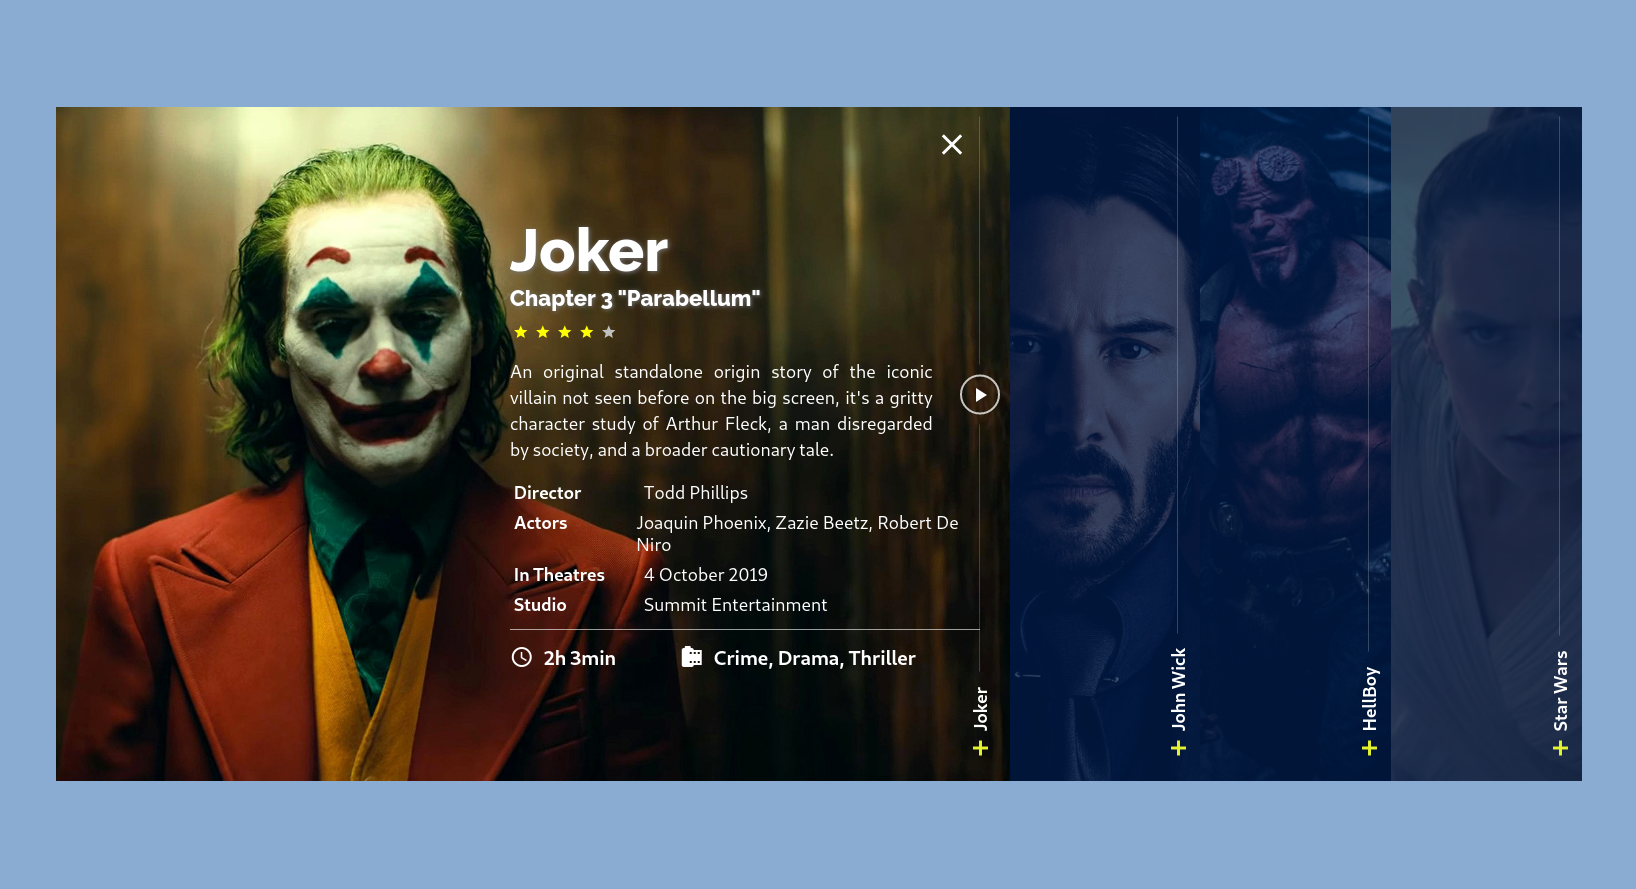 Joker
Chapter 3 "Parabellum"
An original standalone origin story of the iconic
villain not seen before on the big screen, it's a gritty
character study of Arthur Fleck, a man disregarded
by society, and a broader cautionary tale.
Director Todd Phillips
Actors Joaquin Phoenix, Zazie Beetz, Robert De
Niro
In Theatres 4 October 2019
Studio Summit Entertainment
2h 3min Crime, Drama, Thriller
+ Joker
+ John Wick
+ HellBoy
+ Star Wars